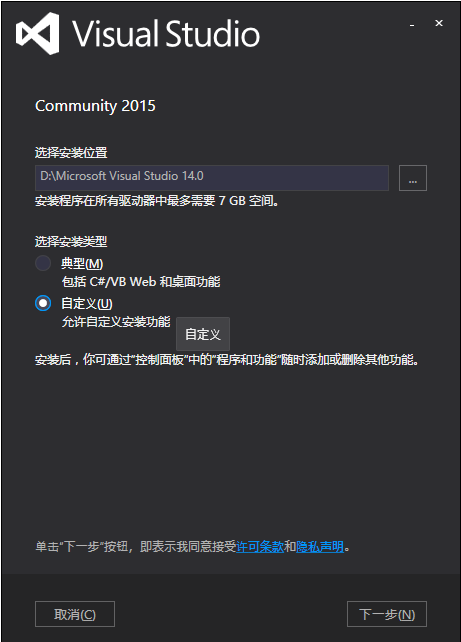 Visual Studio
Community 2015
选择安装位置
D:\Microsoft Visual Studio 14.0
...
安装程序在所有驱动器中最多需要 7 GB 空间。
选择安装类型
典型(M)
包括 C#/VB Web 和桌面功能
自定义(U)
允许自定义安装功能
自定义
安装后，你可通过“控制面板”中的“程序和功能”随时添加或删除其他功能。
单击“下一步”按钮，即表示我同意接受许可条款和隐私声明。
取消(C)
下一步(N)